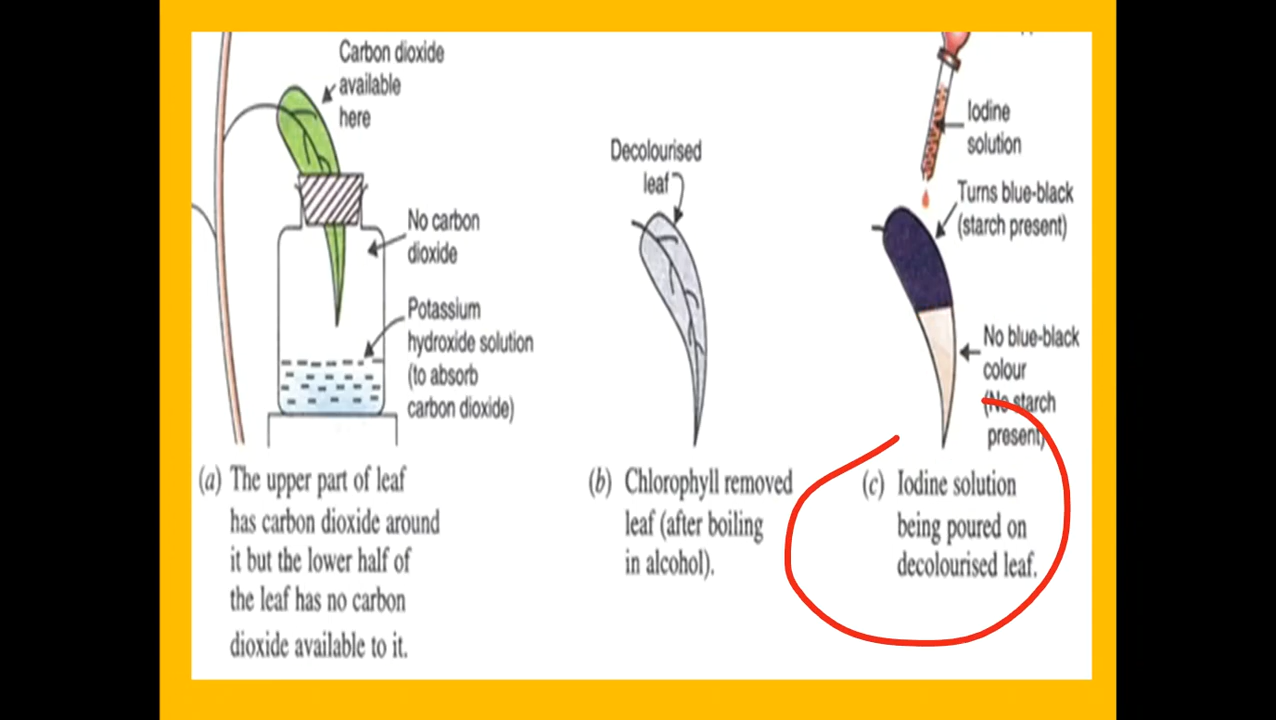 Carbon dioxide
available
here
No carbon
dioxide
Potassium
hydroxide solution
(to absorb
carbon dioxide)
(a) The upper part of leaf
has carbon dioxide around
it but the lower half of
the leaf has no carbon
dioxide available to it.
Decolourised
leaf
(b) Chlorophyll removed
leaf (after boiling
in alcohol).
Iodine
solution
Turns blue-black
(starch present)
No blue-black
colour
(No starch
present)
(c) Iodine solution
being poured on
decolourised leaf.